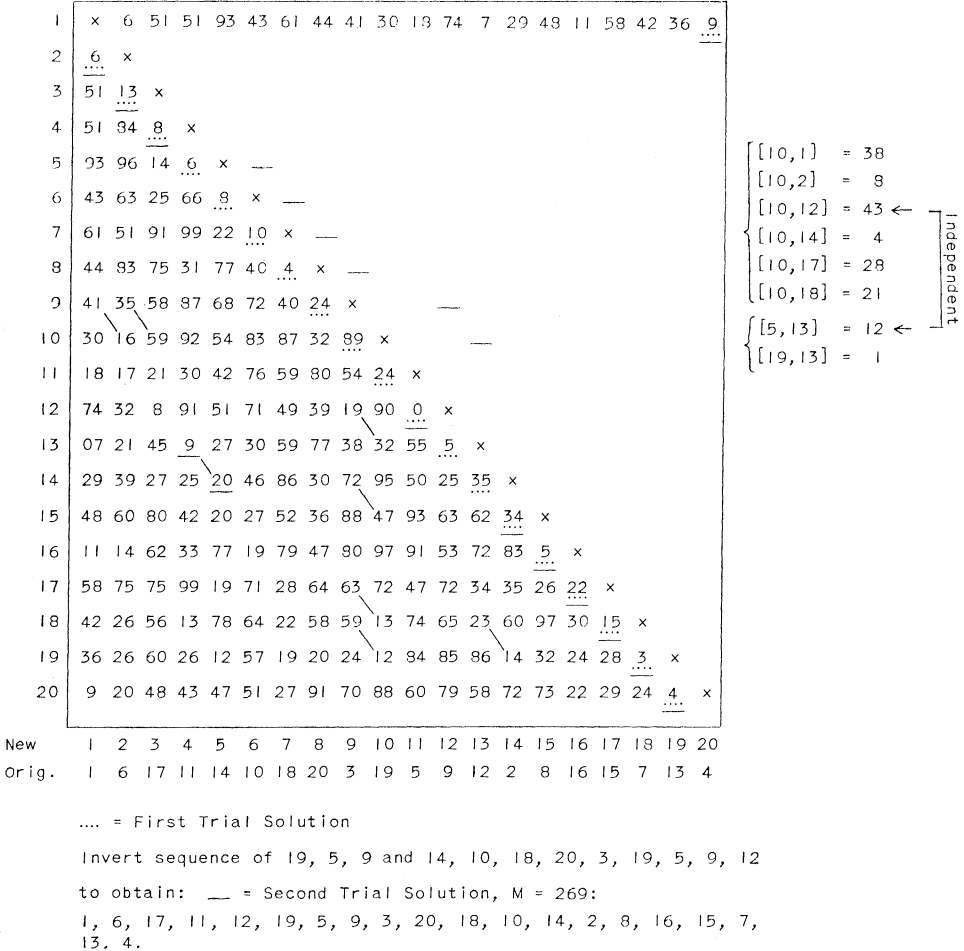 1 × 6 51 51 93 43 61 44 41 30 18 74 7 29 48 11 58 42 36 9
2 6 ×
3 51 13 ×
4 51 84 8 ×
5 93 96 14 6 × __
6 43 63 25 66 8 × __
7 61 51 91 99 22 10 × __
8 44 83 75 31 77 40 4 × __
9 41 35 58 87 68 72 40 24 × __
10 30 16 59 92 54 83 87 32 89 × __
11 18 17 21 30 42 76 59 80 54 24 ×
12 74 32 8 91 51 71 49 39 19 90 0 ×
13 07 21 45 9 27 30 59 77 38 32 55 5 ×
14 29 39 27 25 20 46 86 30 72 95 50 25 35 ×
15 48 60 80 42 20 27 52 36 88 47 93 63 62 34 ×
16 11 14 62 33 77 19 79 47 80 97 91 53 72 83 5 ×
17 58 75 75 99 19 71 28 64 63 72 47 72 34 35 26 22 ×
18 42 26 56 13 78 64 22 58 59 13 74 65 23 60 97 30 15 ×
19 36 26 60 26 12 57 19 20 24 12 84 85 86 14 32 24 28 3 ×
20 9 20 48 43 47 51 27 91 70 88 60 79 58 72 73 22 29 24 4 ×
New 1 2 3 4 5 6 7 8 9 10 11 12 13 14 15 16 17 18 19 20
Orig. 1 6 17 11 14 10 18 20 3 19 5 9 12 2 8 16 15 7 13 4
[10,1] = 38
[10,2] = 8
[10,12] = 43 ←
[10,14] = 4
[10,17] = 28
[10,18] = 21
[5,13] = 12 ←
[19,13] = 1
Independent
.... = First Trial Solution
Invert sequence of 19, 5, 9 and 14, 10, 18, 20, 3, 19, 5, 9, 12
to obtain: __ = Second Trial Solution, M = 269:
1, 6, 17, 11, 12, 19, 5, 9, 3, 20, 18, 10, 14, 2, 8, 16, 15, 7,
13, 4.